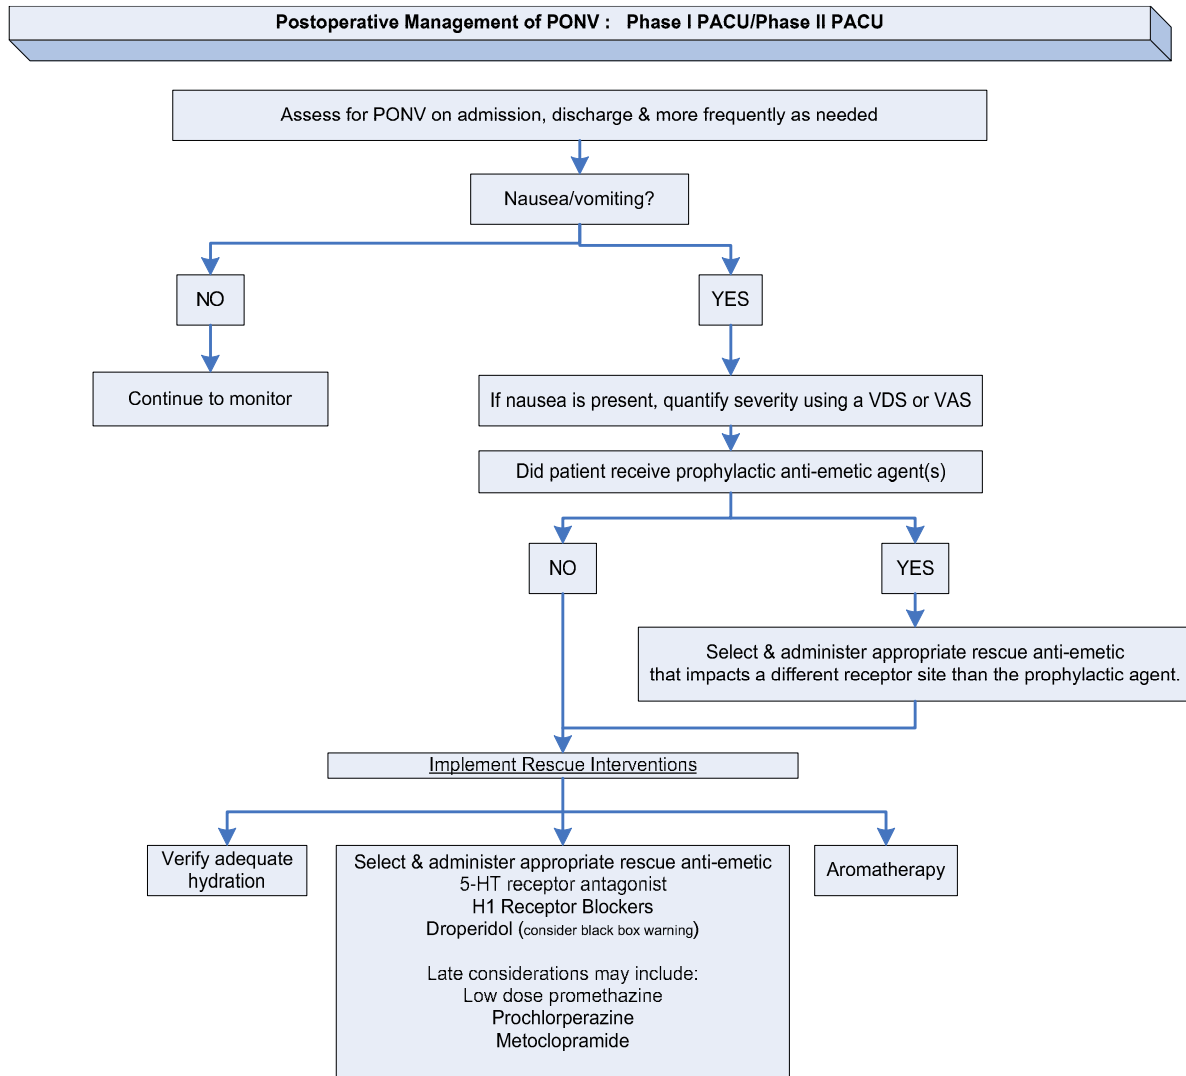 Postoperative Management of PONV :   Phase I PACU/Phase II PACU
Assess for PONV on admission, discharge & more frequently as needed
Nausea/vomiting?
NO
YES
Continue to monitor
If nausea is present, quantify severity using a VDS or VAS
Did patient receive prophylactic anti-emetic agent(s)
NO
YES
Select & administer appropriate rescue anti-emetic
that impacts a different receptor site than the prophylactic agent.
Implement Rescue Interventions
Verify adequate
hydration
Select & administer appropriate rescue anti-emetic
5-HT receptor antagonist
H1 Receptor Blockers
Droperidol (consider black box warning)
Late considerations may include:
Low dose promethazine
Prochlorperazine
Metoclopramide
Aromatherapy